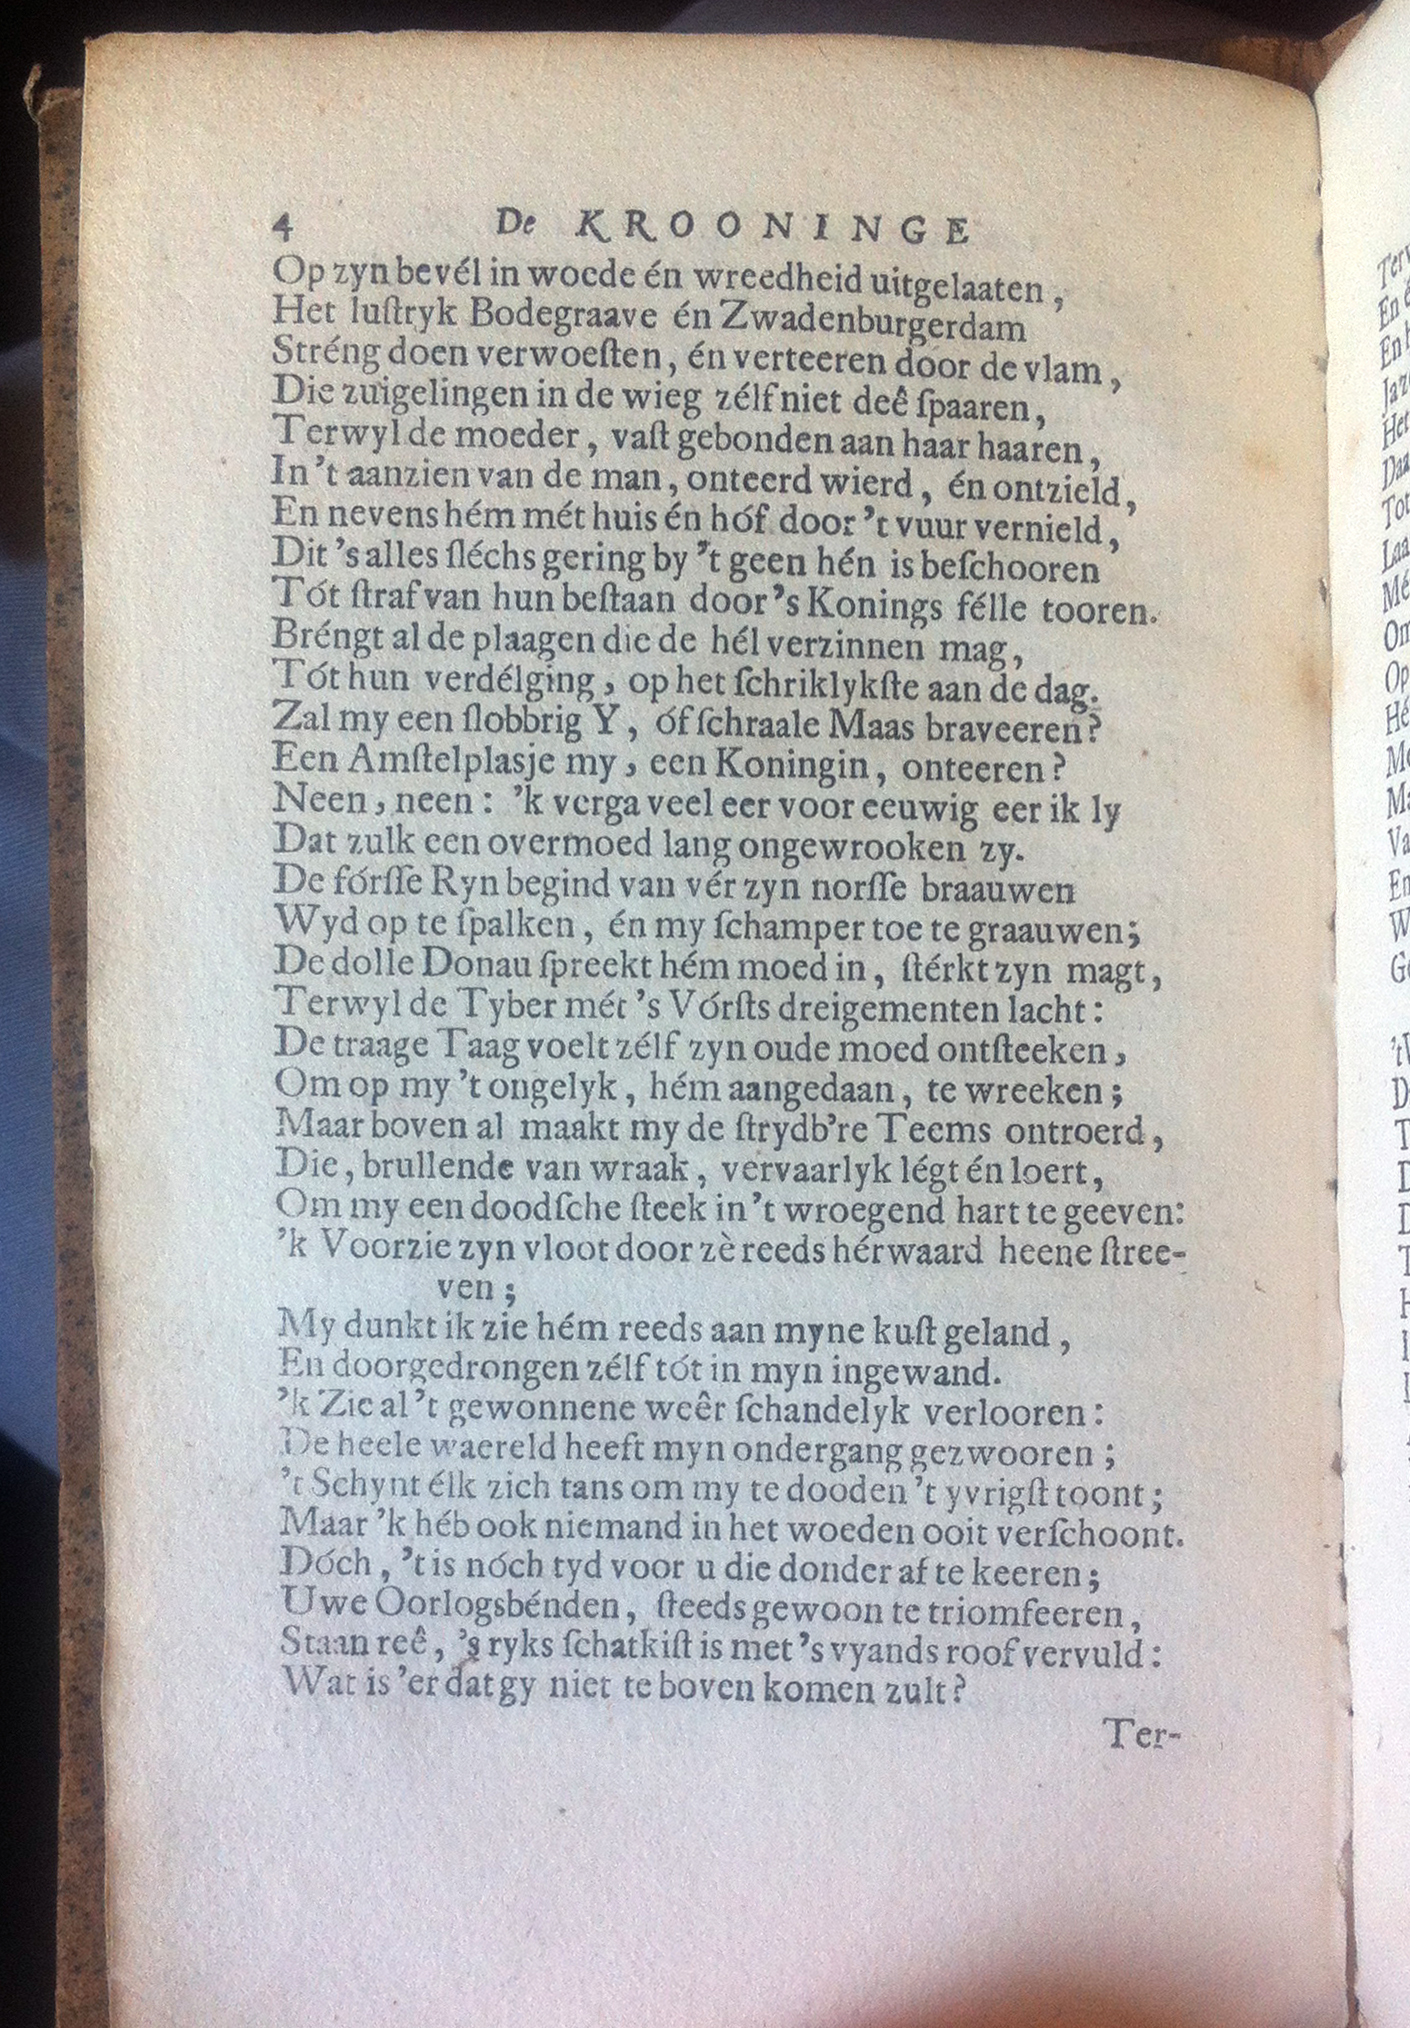 4 De KROONINGE
Op zyn bevél in woede én wreedheid uitgelaaten,
Het luſtryk Bodegraave én Zwadenburgerdam
Stréng doen verwoeſten, én verteeren door de vlam,
Die zuigelingen in de wieg zélf niet deê ſpaaren,
Terwyl de moeder, vaſt gebonden aan haar haaren,
In 't aanzien van de man, onteerd wierd, én ontzield,
En nevens hém mét huis én hóf door 't vuur vernield,
Dit 's alles ſléchs gering by 't geen hén is beſchooren
Tót ſtraf van hun beſtaan door 's Konings félle tooren.
Bréngt al de plaagen die de hél verzinnen mag,
Tót hun verdélging, op het ſchriklykſte aan de dag.
Zal my een ſlobbrig Y, óf ſchraale Maas braveeren?
Een Amſtelplasje my, een Koningin, onteeren?
Neen, neen: 'k verga veel eer voor eeuwig eer ik ly
Dat zulk een overmoed lang ongewrooken zy.
De fórſſe Ryn begind van vér zyn norſſe braauwen
Wyd op te ſpalken, én my ſchamper toe te graauwen;
De dolle Donau ſpreekt hém moed in, ſtérkt zyn magt,
Terwyl de Tyber mét 's Vórſts dreigementen lacht:
De traage Taag voelt zélf zyn oude moed ontſteeken,
Om op my 't ongelyk, hém aangedaan, te wreeken;
Maar boven al maakt my de ſtrydb're Teems ontroerd,
Die, brullende van wraak, vervaarlyk légt én loert,
Om my een doodſche ſteek in 't wroegend hart te geeven:
'k Voorzie zyn vloot door zè reeds hérwaard heene ſtree-
ven;
My dunkt ik zie hém reeds aan myne kuſt geland,
En doorgedrongen zélf tót in myn ingewand.
'k Zie al 't gewonnene weêr ſchandelyk verlooren:
De heele waereld heeft myn ondergang gezwooren;
't Schynt élk zich tans om my te dooden 't yvrigſt toont;
Maar 'k héb ook niemand in het woeden ooit verſchoont.
Dóch, 't is nóch tyd voor u die donder af te keeren;
Uwe Oorlogsbénden, ſteeds gewoon te triomfeeren,
Staan reê, 's ryks ſchatkiſt is met 's vyands roof vervuld:
Wat is 'er dat gy niet te boven komen zult?
Ter-